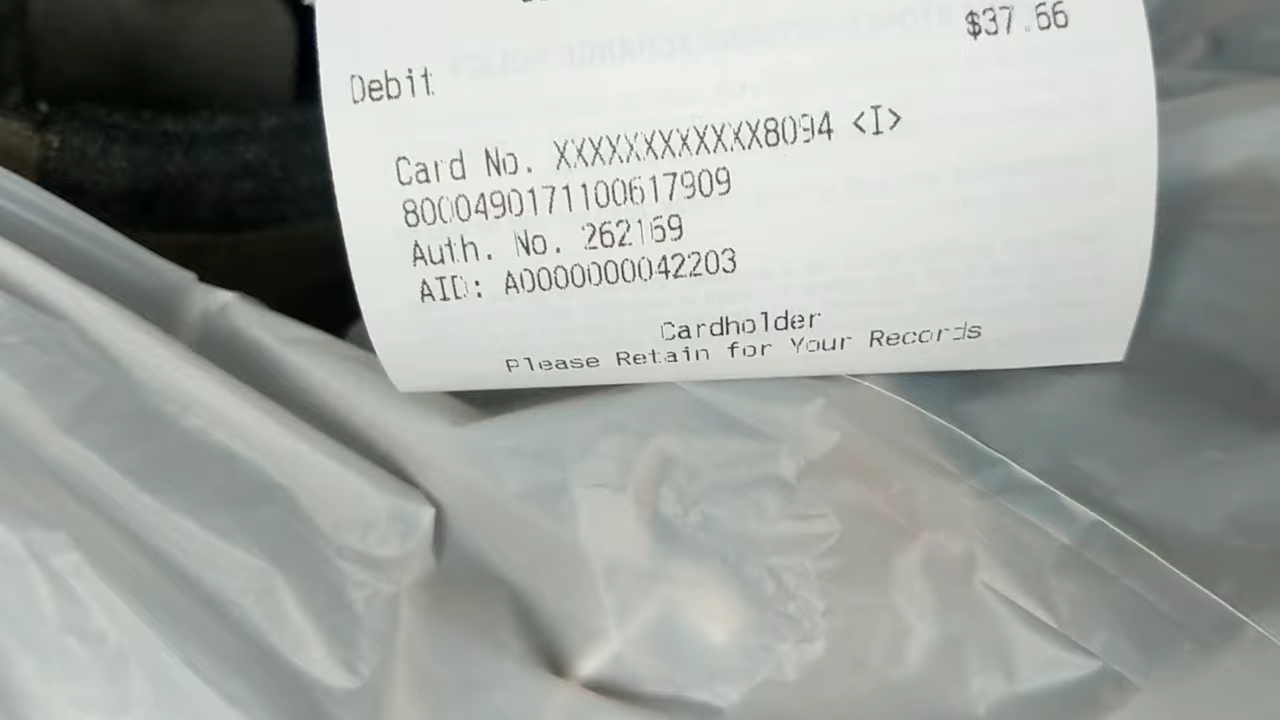 $37.66
Debit
Card No. XXXXXXXXXXXX8094 <I>
8000490171100617909
Auth. No. 262169
AID: A0000000042203
Cardholder
Please Retain for Your Records